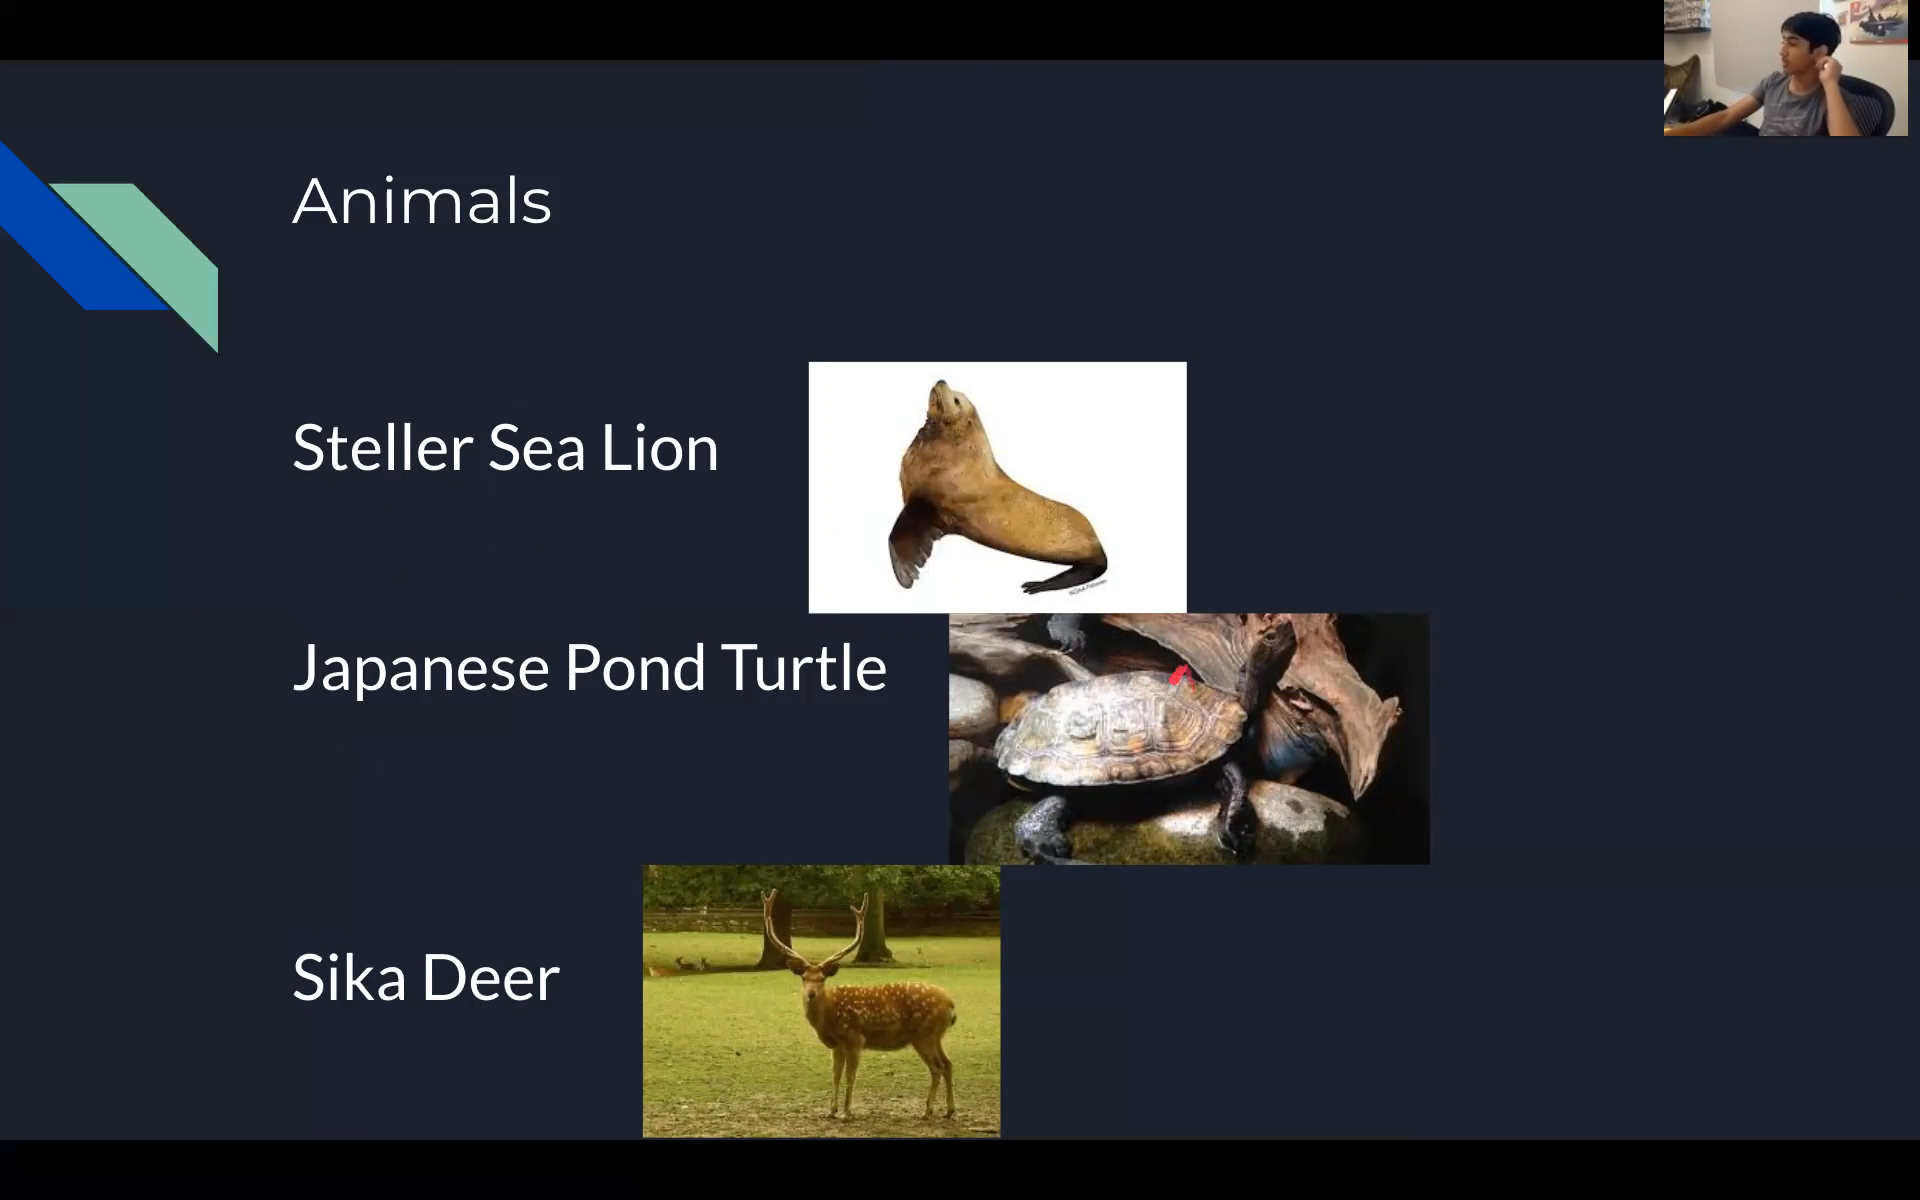 Animals
Steller Sea Lion
Japanese Pond Turtle
Sika Deer